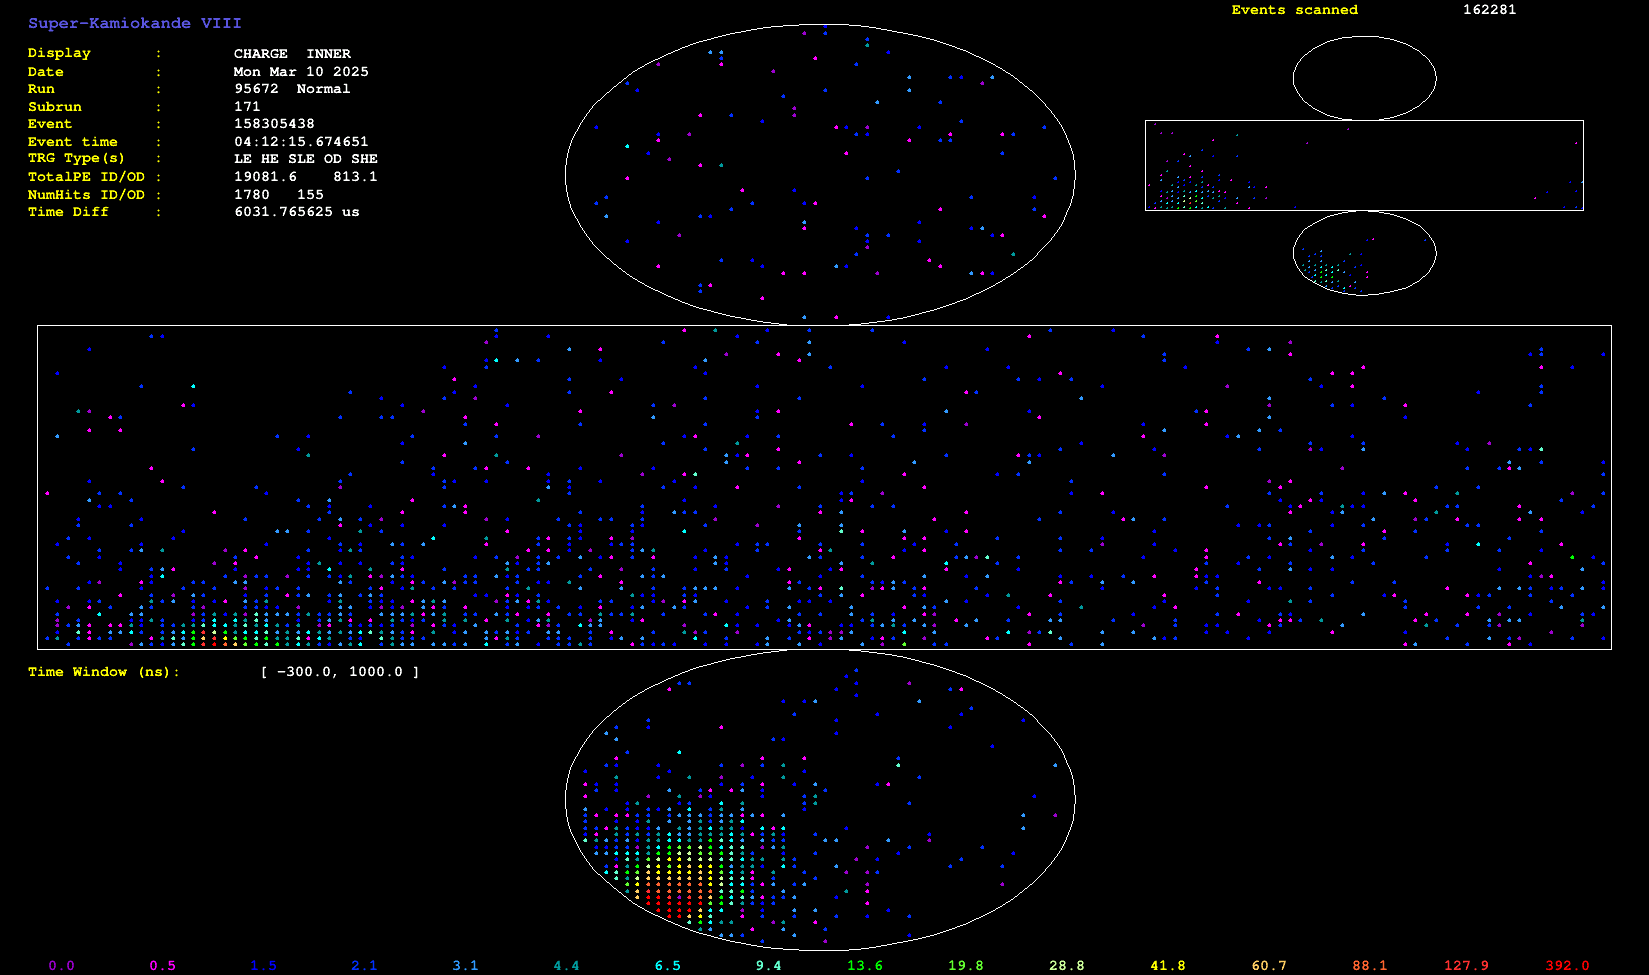 Super-Kamiokande VIII
Events scanned 162281
Display : CHARGE INNER
Date : Mon Mar 10 2025
Run : 95672 Normal
Subrun : 171
Event : 158305438
Event time : 04:12:15.674651
TRG Type(s) : LE HE SLE OD SHE
TotalPE ID/OD : 19081.6 813.1
NumHits ID/OD : 1780 155
Time Diff : 6031.765625 us
Time Window (ns): [ -300.0, 1000.0 ]
0.0 0.5 1.5 2.1 3.1 4.4 6.5 9.4 13.6 19.8 28.8 41.8 60.7 88.1 127.9 392.0